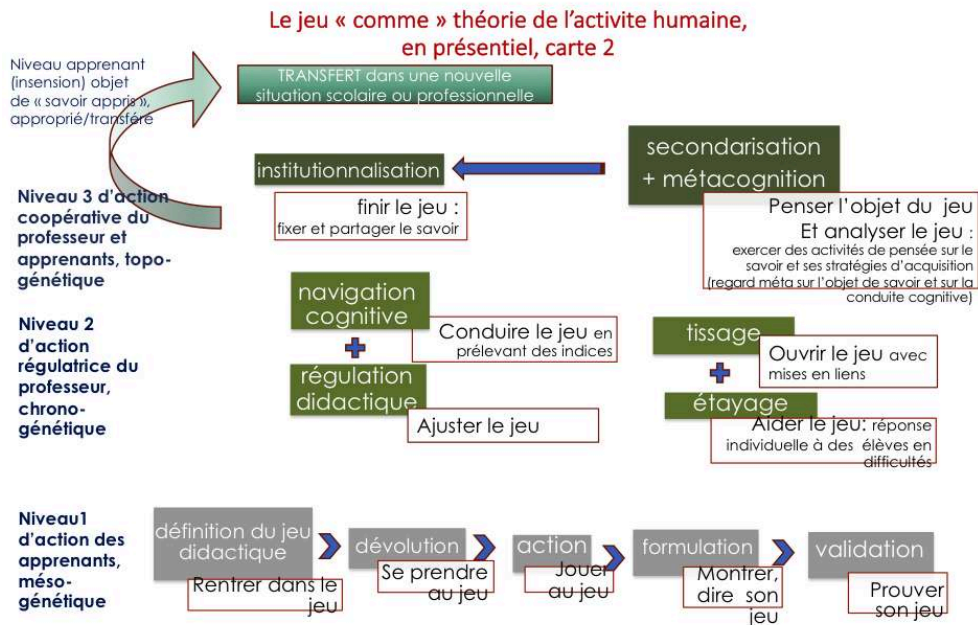 Le jeu « comme » théorie de l'activite humaine,
en présentiel, carte 2
Niveau apprenant
(insension) objet
de « savoir appris »,
approprié/transféré
TRANSFERT dans une nouvelle
situation scolaire ou professionnelle
institutionnalisation
secondarisation
+ métacognition
Niveau 3 d'action
coopérative du
professeur et
apprenants, topo-
génétique
finir le jeu :
fixer et partager le savoir
Penser l'objet du jeu
Et analyser le jeu :
exercer des activités de pensée sur le
savoir et ses stratégies d'acquisition
(regard méta sur l'objet de savoir et sur la
conduite cognitive)
Niveau 2
d'action
régulatrice du
professeur,
chrono-
génétique
navigation
cognitive
Conduire le jeu en
prélevant des indices
régulation
didactique
Ajuster le jeu
tissage
Ouvrir le jeu avec
mises en liens
étayage
Aider le jeu: réponse
individuelle à des élèves en
difficultés
Niveau1
d'action des
apprenants,
méso-
génétique
définition du jeu
didactique
Rentrer dans le
jeu
dévolution
Se prendre
au jeu
action
Jouer
au jeu
formulation
Montrer,
dire son
jeu
validation
Prouver
son jeu